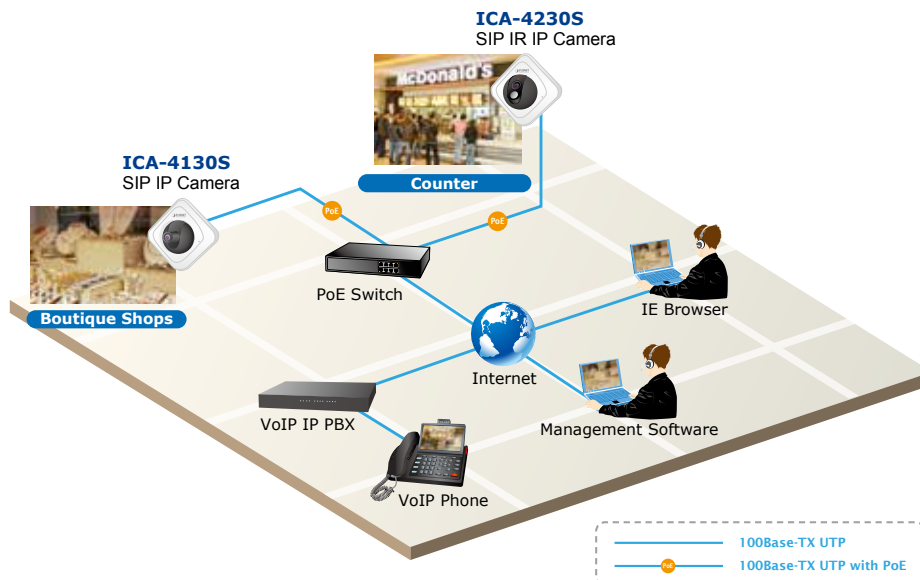 ICA-4230S
SIP IR IP Camera
McDonald's
Counter
ICA-4130S
SIP IP Camera
Boutique Shops
PoE
PoE
PoE Switch
IE Browser
Internet
Management Software
VoIP IP PBX
VoIP Phone
100Base-TX UTP
PoE
100Base-TX UTP with PoE